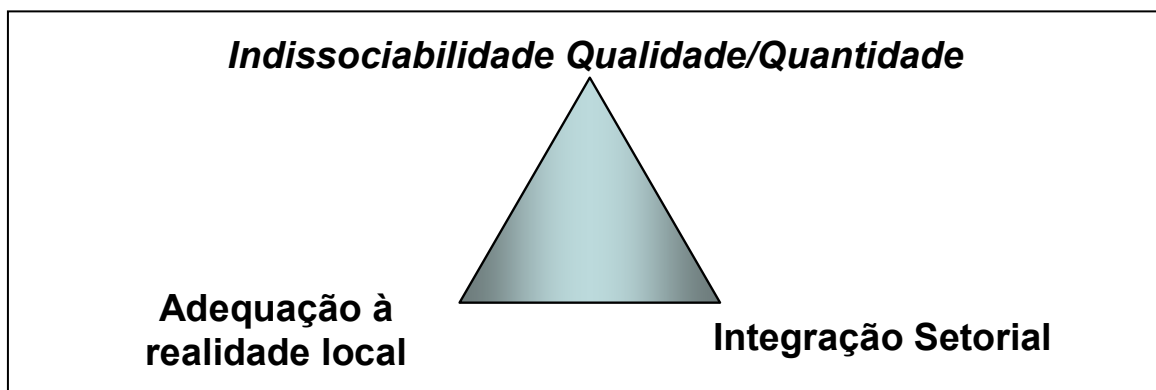 Indissociabilidade Qualidade/Quantidade
Adequação à
realidade local
Integração Setorial